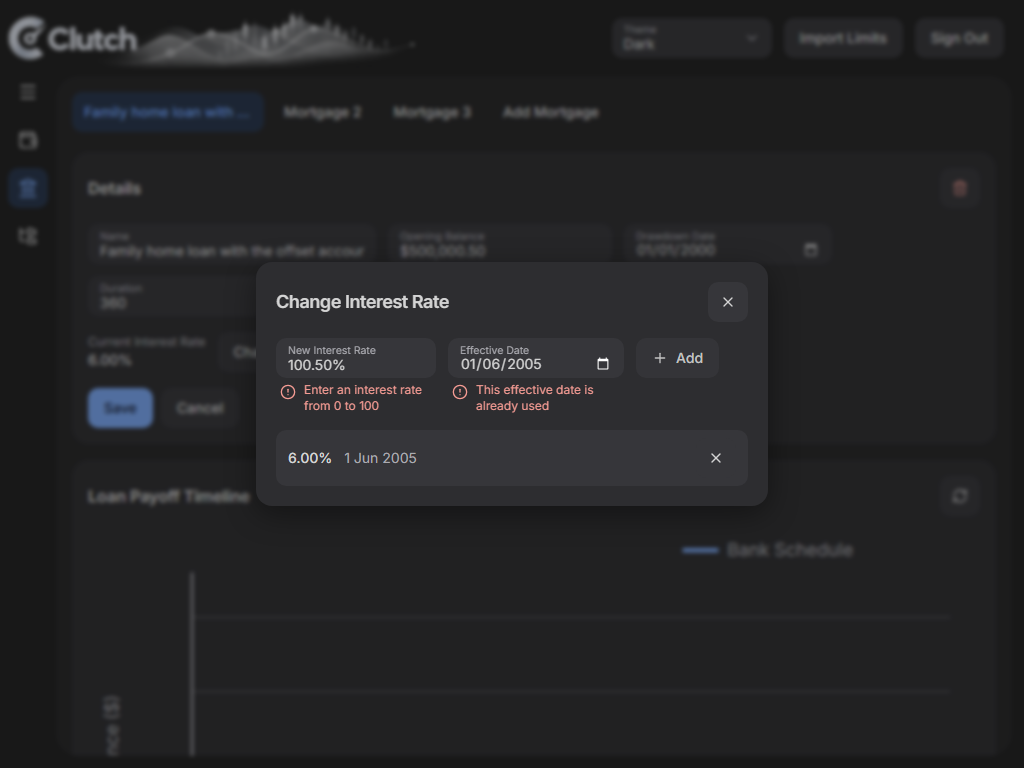 Clutch
Theme
Dark
Import Limits
Sign Out
Family home loan with ...
Mortgage 2
Mortgage 3
Add Mortgage
Details
Name
Family home loan with the offset accour
Opening Balance
$500,000.50
Drawdown Date
01/01/2000
Duration
360
Current Interest Rate
6.00%
Cha
Save
Cancel
Change Interest Rate
New Interest Rate
100.50%
Effective Date
01/06/2005
Add
Enter an interest rate
from 0 to 100
This effective date is
already used
6.00% 1 Jun 2005
Loan Payoff Timeline
Bank Schedule
nce ($)